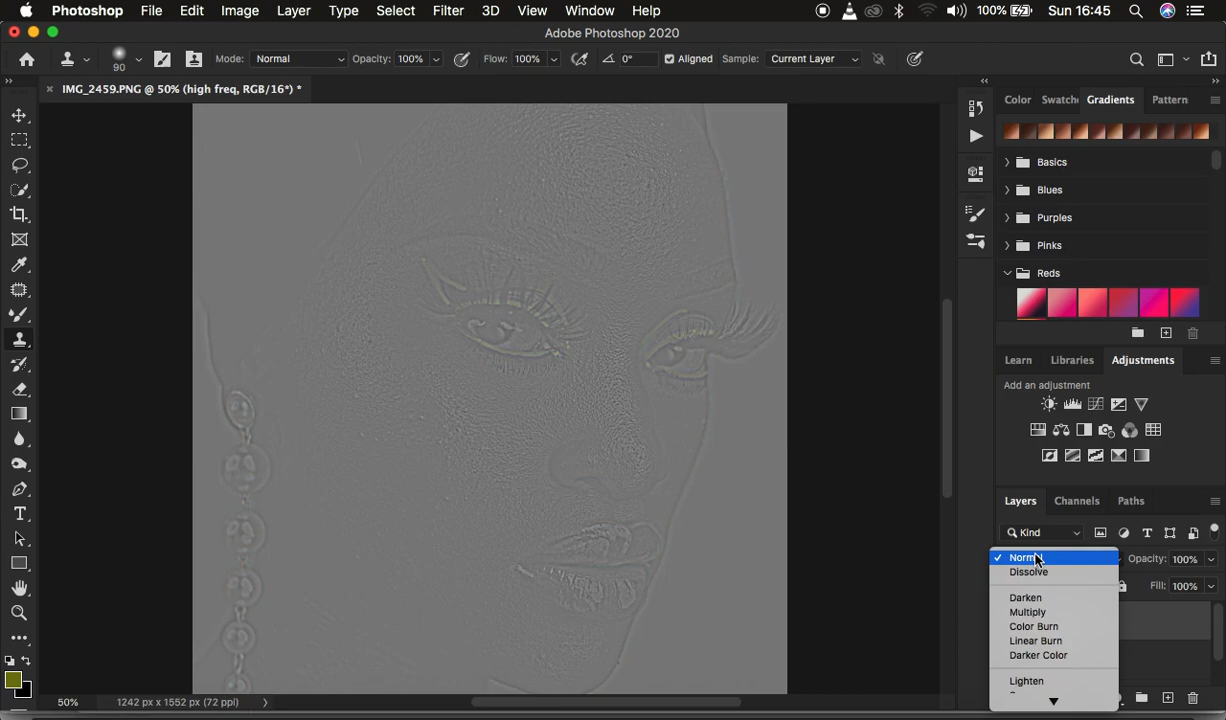 Photoshop File Edit Image Layer Type Select Filter 3D View Window Help 100% Sun 16:45
Adobe Photoshop 2020
90 Mode: Normal Opacity: 100% Flow: 100% 0° Aligned Sample: Current Layer
IMG_2459.PNG @ 50% (high freq, RGB/16*) *
Color Swatche Gradients Pattern
Basics
Blues
Purples
Pinks
Reds
Learn Libraries Adjustments
Add an adjustment
Layers Channels Paths
Kind
Normal Opacity: 100%
Dissolve
Fill: 100%
Darken
Multiply
Color Burn
Linear Burn
Darker Color
Lighten
50% 1242 px x 1552 px (72 ppi)